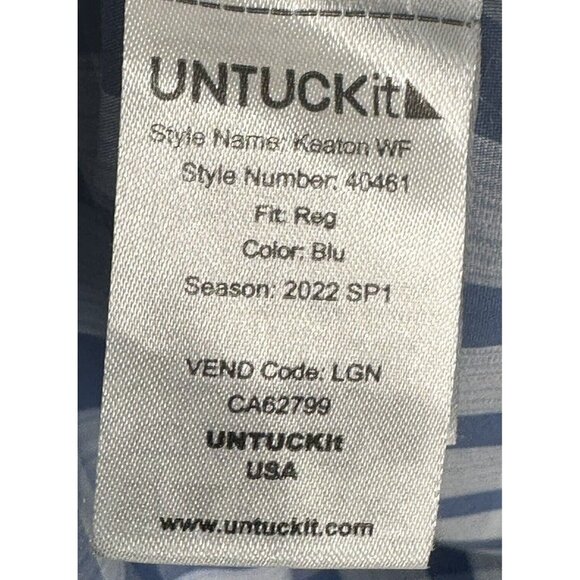 UNTUCKit
Style Name: Keaton WF
Style Number: 40461
Fit: Reg
Color: Blu
Season: 2022 SP1
VEND Code: LGN
CA62799
UNTUCKit
USA
www.untuckit.com